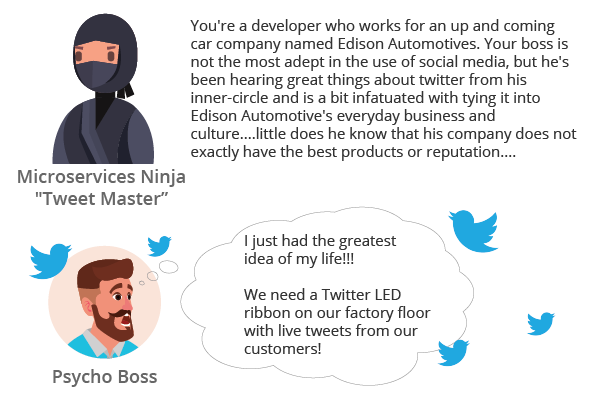 You're a developer who works for an up and coming
car company named Edison Automotives. Your boss is
not the most adept in the use of social media, but he's
been hearing great things about twitter from his
inner-circle and is a bit infatuated with tying it into
Edison Automotive's everyday business and
culture....little does he know that his company does not
exactly have the best products or reputation....
Microservices Ninja
"Tweet Master”
I just had the greatest
idea of my life!!!
We need a Twitter LED
ribbon on our factory floor
with live tweets from our
customers!
Psycho Boss